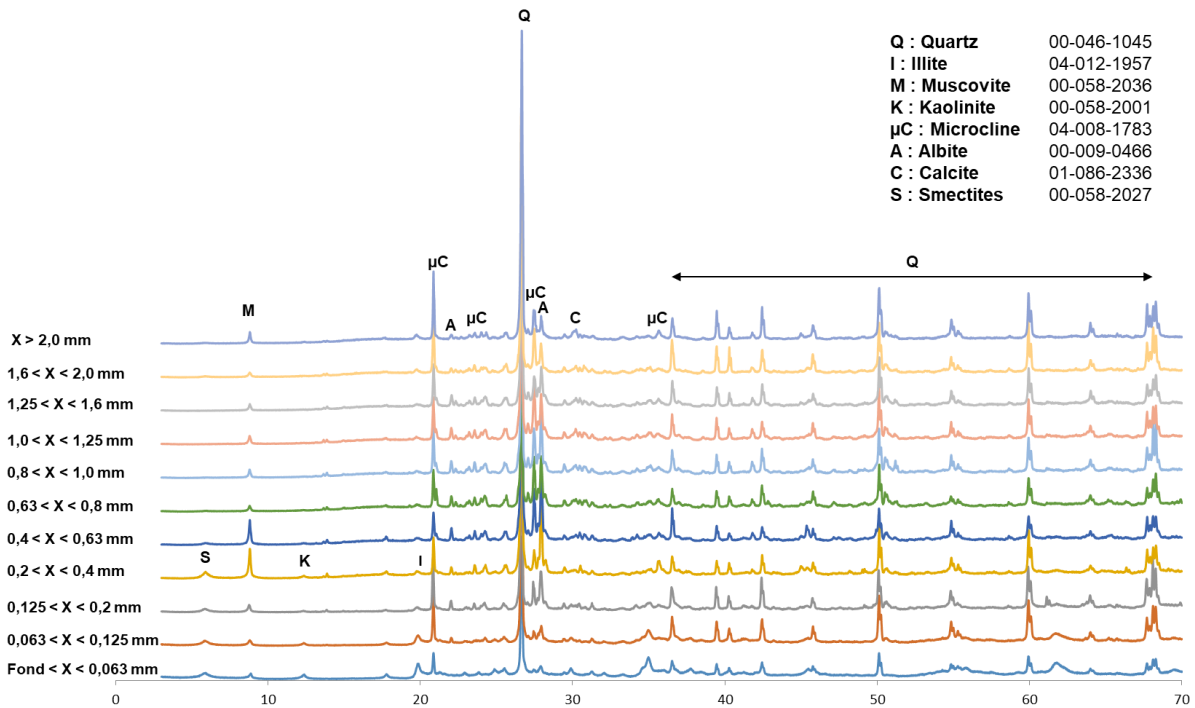 Q
Q : Quartz 00-046-1045
I : Illite 04-012-1957
M : Muscovite 00-058-2036
K : Kaolinite 00-058-2001
µC : Microcline 04-008-1783
A : Albite 00-009-0466
C : Calcite 01-086-2336
S : Smectites 00-058-2027
µC Q
M A µC µC A C µC
X > 2,0 mm
1,6 < X < 2,0 mm
1,25 < X < 1,6 mm
1,0 < X < 1,25 mm
0,8 < X < 1,0 mm
0,63 < X < 0,8 mm
0,4 < X < 0,63 mm
S K I
0,2 < X < 0,4 mm
0,125 < X < 0,2 mm
0,063 < X < 0,125 mm
Fond < X < 0,063 mm
0 10 20 30 40 50 60 70